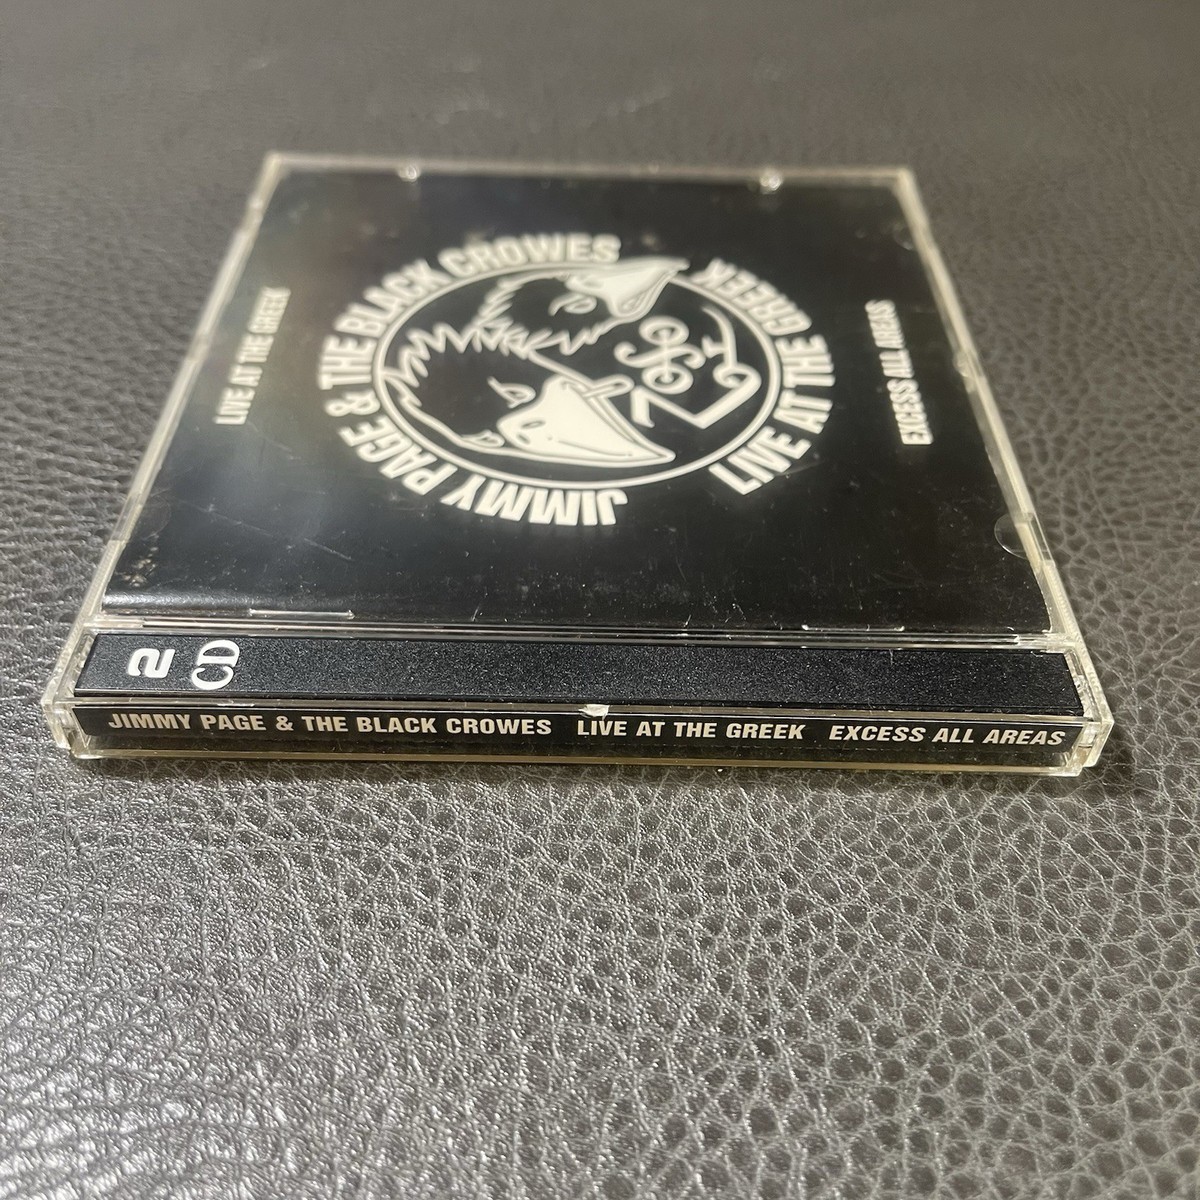 LIVE AT THE GREEK
JIMMY PAGE & THE BLACK CROWES
LIVE AT THE GREEK
EXCESS ALL AREAS
2
CD
JIMMY PAGE & THE BLACK CROWES LIVE AT THE GREEK EXCESS ALL AREAS